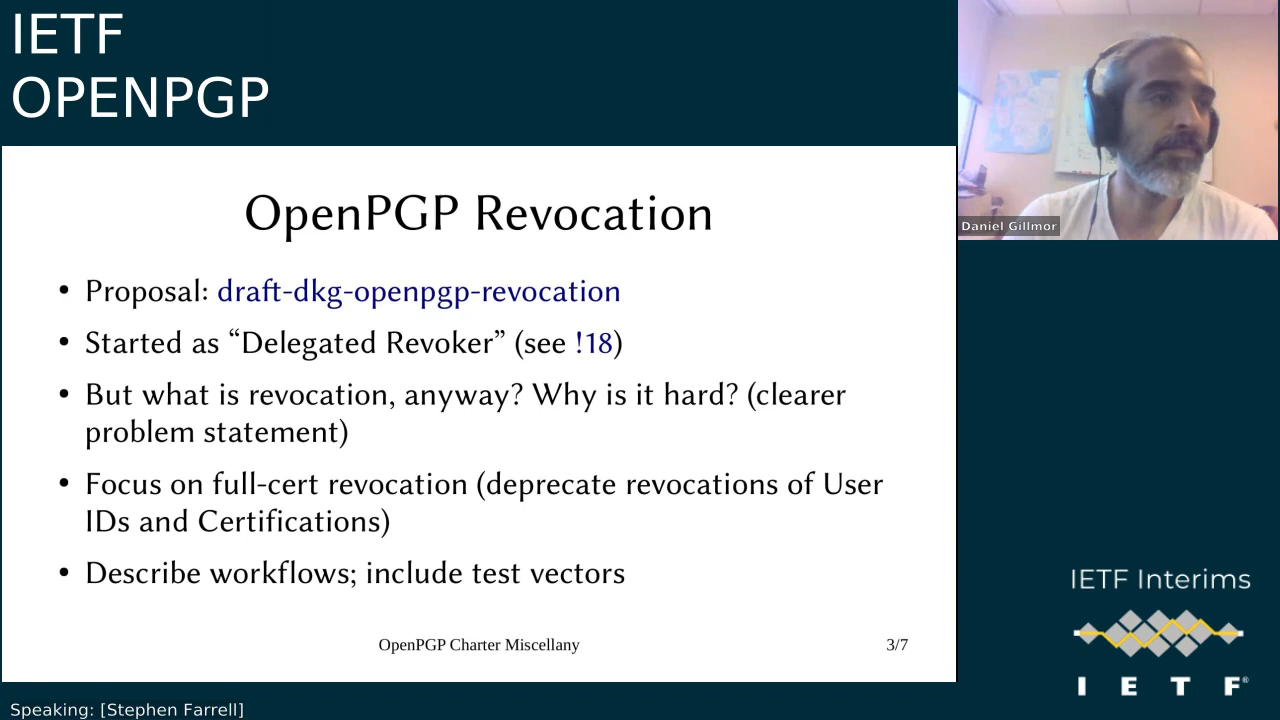 IETF
OPENPGP
OpenPGP Revocation
• Proposal: draft-dkg-openpgp-revocation
• Started as “Delegated Revoker” (see !18)
• But what is revocation, anyway? Why is it hard? (clearer
problem statement)
• Focus on full-cert revocation (deprecate revocations of User
IDs and Certifications)
• Describe workflows; include test vectors
OpenPGP Charter Miscellany
3/7
Daniel Gillmor
IETF Interims
I E T F®
Speaking: [Stephen Farrell]